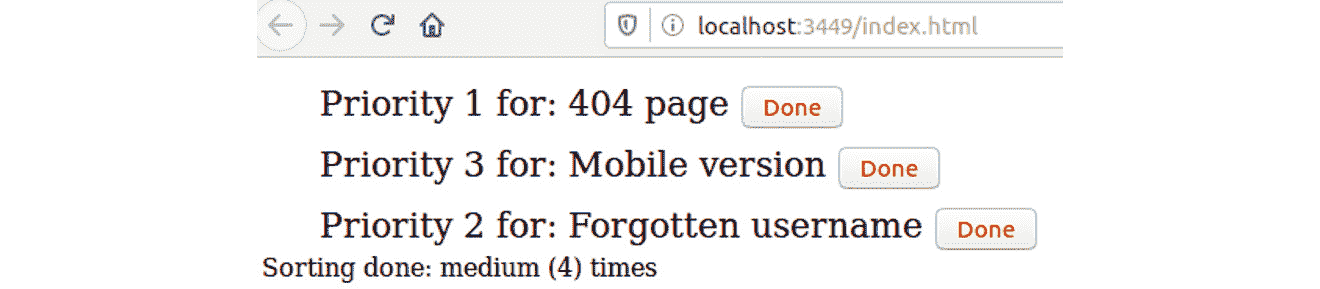 localhost:3449/index.html
Priority 1 for: 404 page Done
Priority 3 for: Mobile version Done
Priority 2 for: Forgotten username Done
Sorting done: medium (4) times